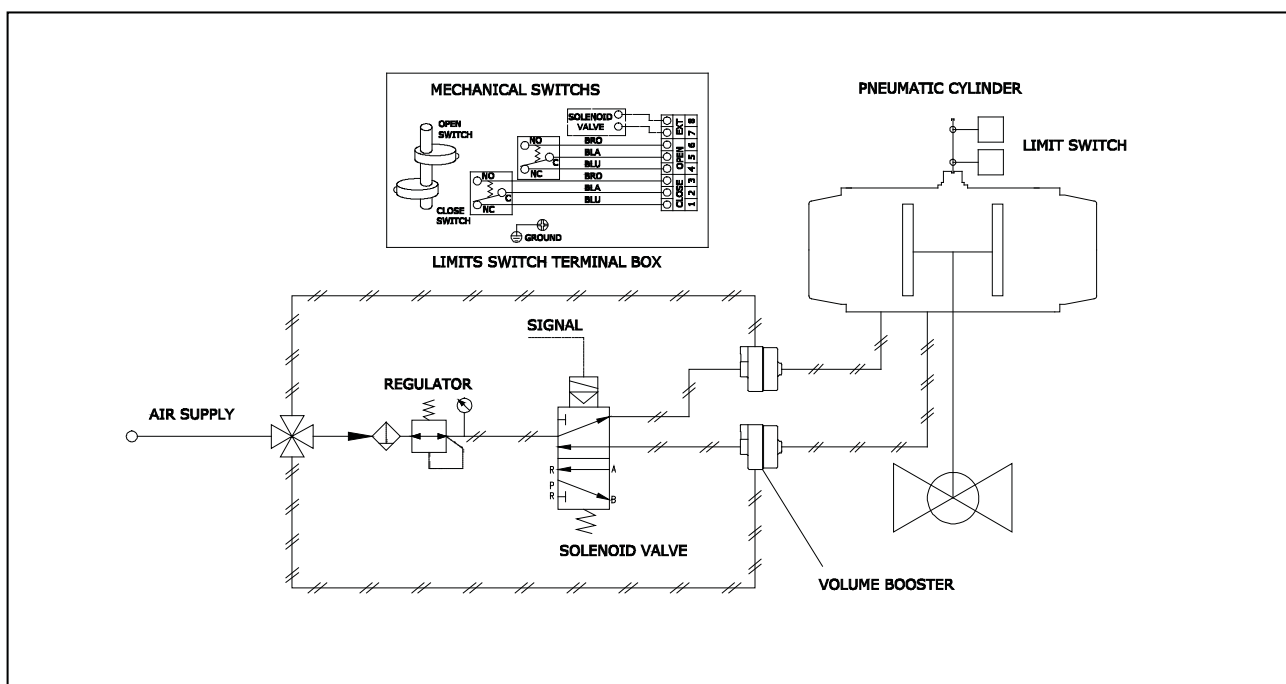 MECHANICAL SWITCHS
OPEN
SWITCH
CLOSE
SWITCH
SOLENOID
VALVE
NO
C
NC
NO
C
NC
BRO
BLA
BLU
BRO
BLA
BLU
EXT
OPEN
CLOSE
8
7
6
5
4
3
2
1
GROUND
LIMITS SWITCH TERMINAL BOX
PNEUMATIC CYLINDER
LIMIT SWITCH
SIGNAL
REGULATOR
AIR SUPPLY
R
A
P
R
B
SOLENOID VALVE
VOLUME BOOSTER